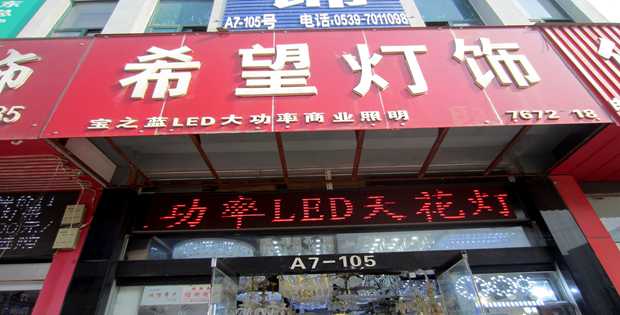 A7-105号 电话:0539-7011098
希望灯饰
饰
宝之蓝LED大功率商业照明
7672 18
35
功率LED天花灯
A7-105